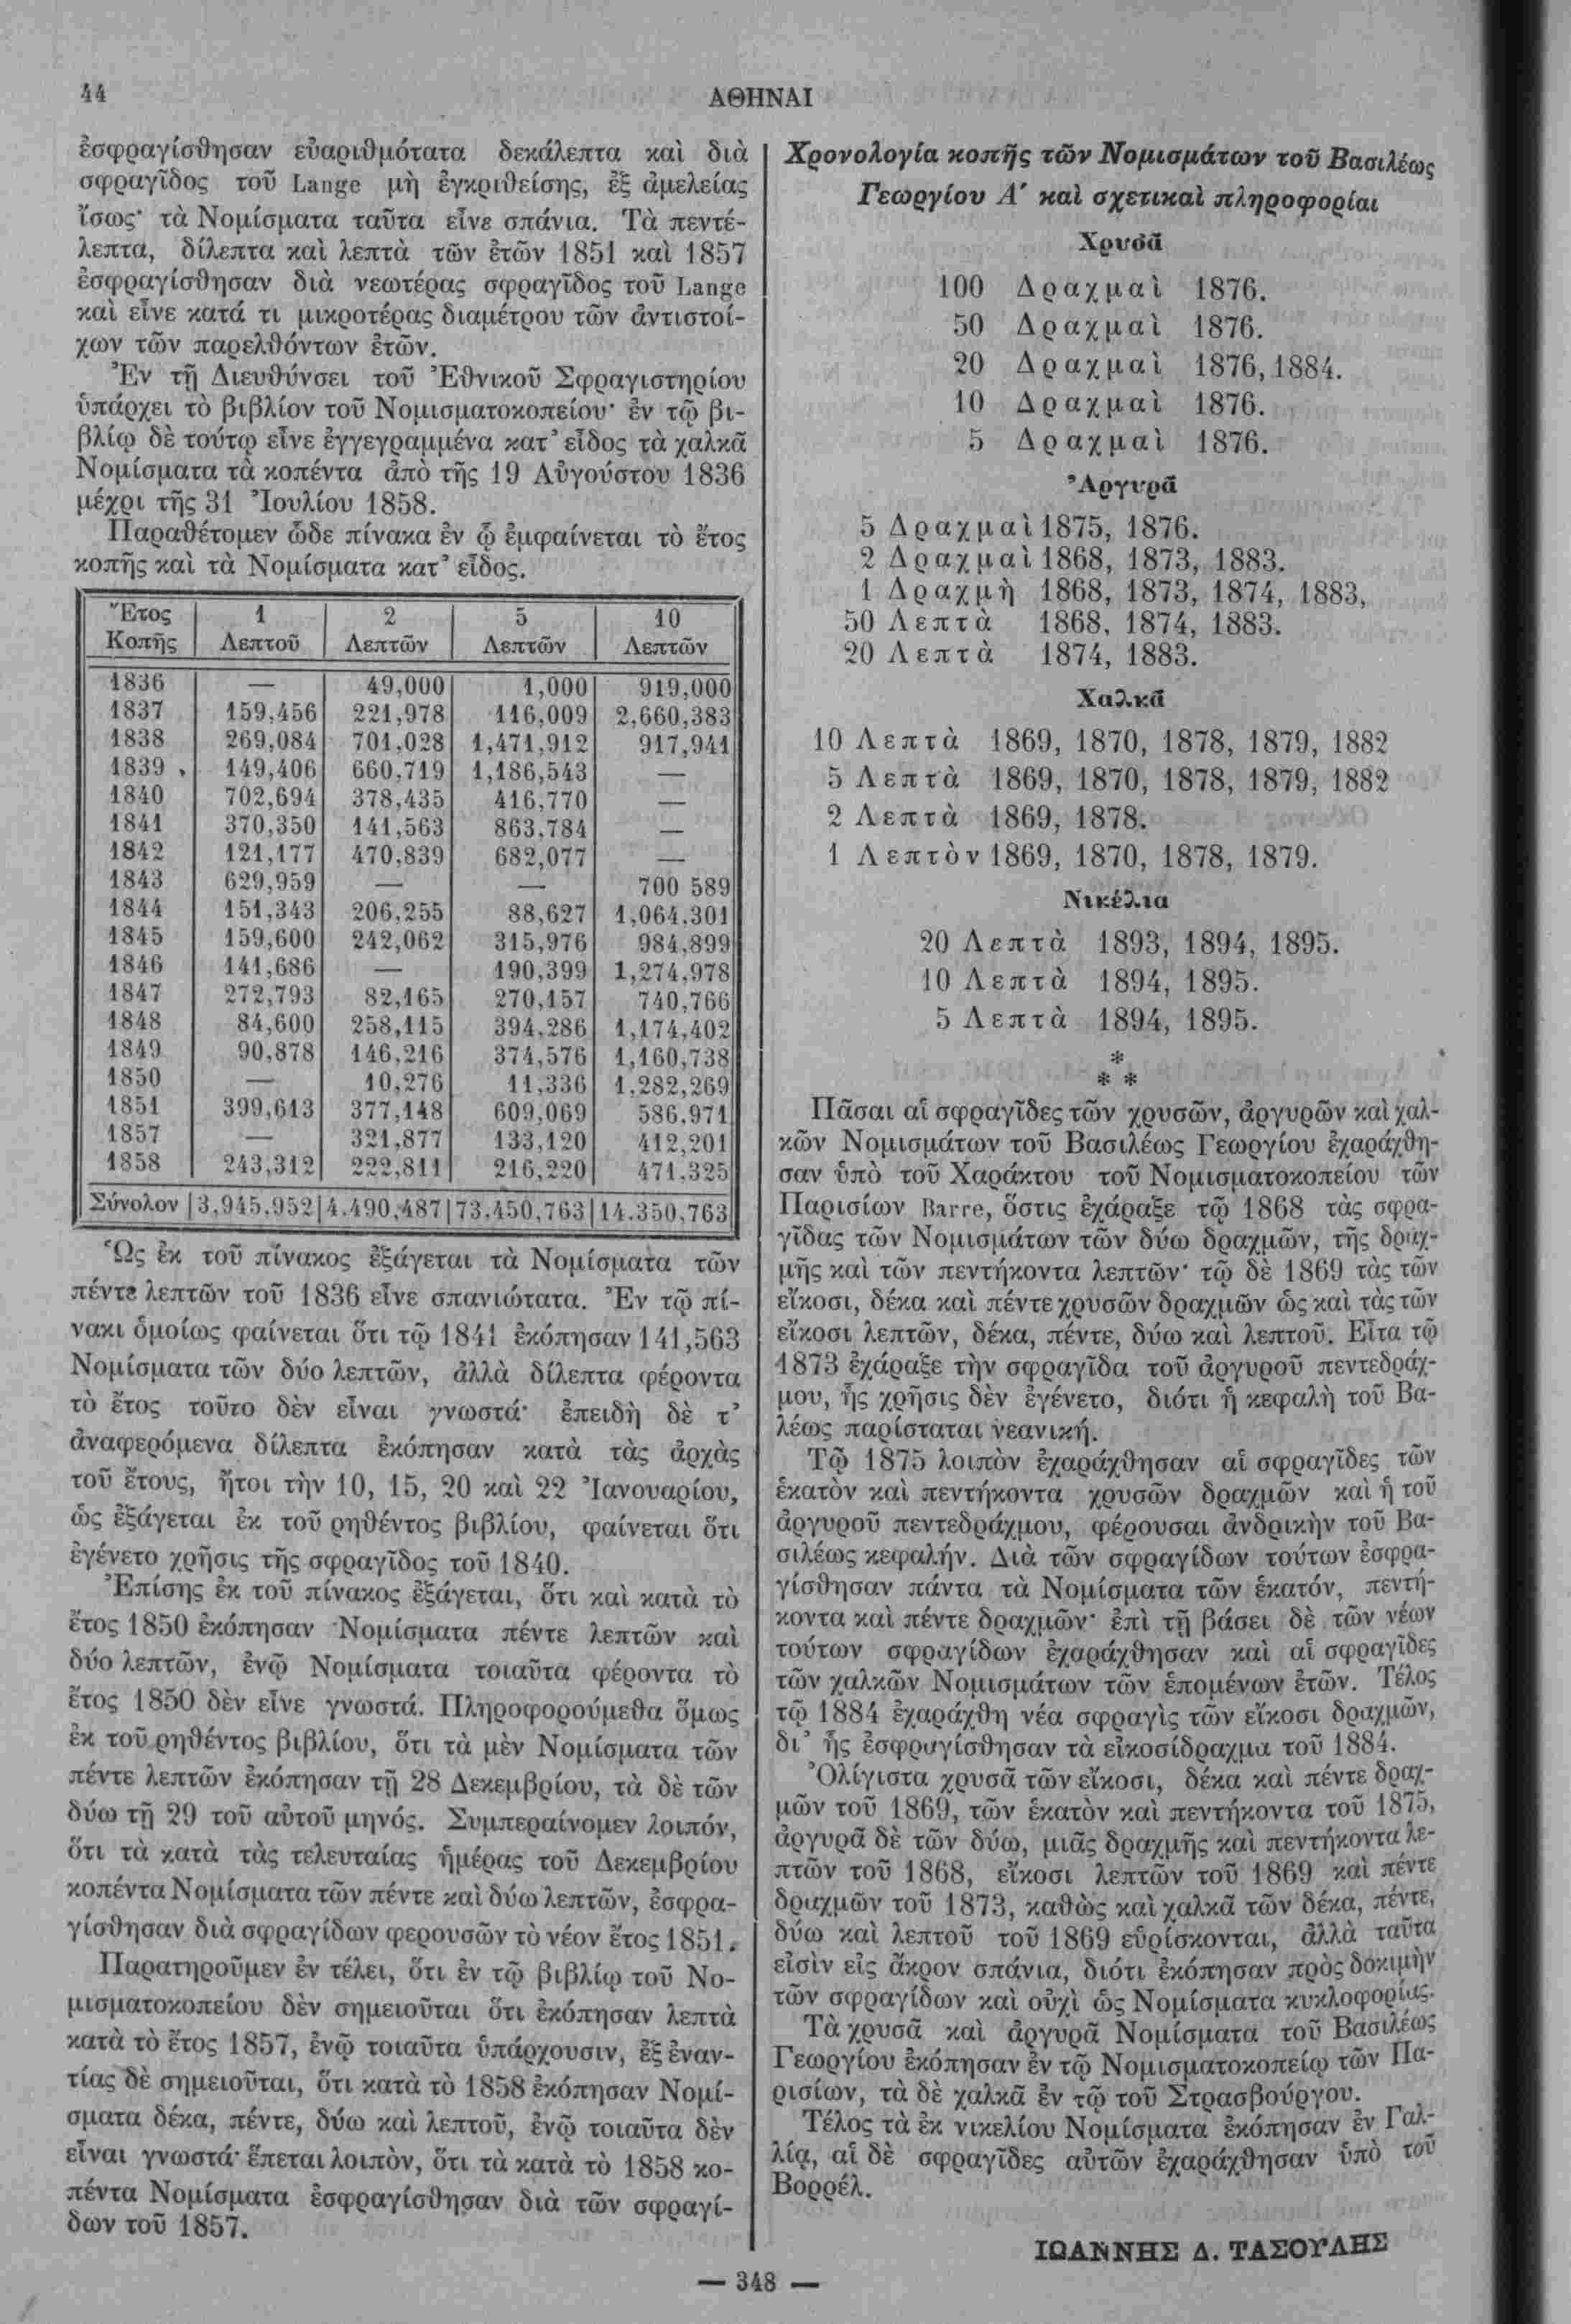 44
ΑΘΗΝΑΙ
ἐσφραγίσθησαν εὐαριθμότατα δεκάλεπτα καὶ διὰ
σφραγῖδος τοῦ Lange μὴ ἐγκριθείσης, ἐξ ἀμελείας
ἴσως· τὰ Νομίσματα ταῦτα εἶνε σπάνια. Τὰ πεντέ-
λεπτα, δίλεπτα καὶ λεπτὰ τῶν ἐτῶν 1851 καὶ 1857
ἐσφραγίσθησαν διὰ νεωτέρας σφραγῖδος τοῦ Lange
καὶ εἶνε κατά τι μικροτέρας διαμέτρου τῶν ἀντιστοί-
χων τῶν παρελθόντων ἐτῶν.
Ἐν τῇ Διευθύνσει τοῦ Ἐθνικοῦ Σφραγιστηρίου
ὑπάρχει τὸ βιβλίον τοῦ Νομισματοκοπείου· ἐν τῷ βι-
βλίῳ δὲ τούτῳ εἶνε ἐγγεγραμμένα κατ' εἶδος τὰ χαλκᾶ
Νομίσματα τὰ κοπέντα ἀπὸ τῆς 19 Αὐγούστου 1836
μέχρι τῆς 31 Ἰουλίου 1858.
Παραθέτομεν ὧδε πίνακα ἐν ᾧ ἐμφαίνεται τὸ ἔτος
κοπῆς καὶ τὰ Νομίσματα κατ' εἶδος.
Ἔτος 1 2 5 10
Κοπῆς Λεπτοῦ Λεπτῶν Λεπτῶν Λεπτῶν
1836 — 49,000 1,000 919,000
1837 159,456 221,978 116,009 2,660,383
1838 269,084 701,028 1,471,912 917,941
1839 149,406 660,719 1,186,543 —
1840 702,694 378,435 416,770 —
1841 370,350 141,563 863,784 —
1842 121,177 470,839 682,077 —
1843 629,959 — — 700 589
1844 151,343 206,255 88,627 1,064,301
1845 159,600 242,062 315,976 984,899
1846 141,686 — 190,399 1,274,978
1847 272,793 82,165 270,157 740,766
1848 84,600 258,115 394,286 1,174,402
1849 90,878 146,216 374,576 1,160,738
1850 — 10,276 11,336 1,282,269
1851 399,613 377,148 609,069 586,971
1857 — 321,877 133,120 412,201
1858 243,312 222,811 216,220 471,325
Σύνολον 3,945,952 4,490,487 73,450,763 14,350,763
Ὡς ἐκ τοῦ πίνακος ἐξάγεται τὰ Νομίσματα τῶν
πέντε λεπτῶν τοῦ 1836 εἶνε σπανιώτατα. Ἐν τῷ πί-
νακι ὁμοίως φαίνεται ὅτι τῷ 1841 ἐκόπησαν 141,563
Νομίσματα τῶν δύο λεπτῶν, ἀλλὰ δίλεπτα φέροντα
τὸ ἔτος τοῦτο δὲν εἶναι γνωστά· ἐπειδὴ δὲ τ'
ἀναφερόμενα δίλεπτα ἐκόπησαν κατὰ τὰς ἀρχὰς
τοῦ ἔτους, ἤτοι τὴν 10, 15, 20 καὶ 22 Ἰανουαρίου,
ὡς ἐξάγεται ἐκ τοῦ ρηθέντος βιβλίου, φαίνεται ὅτι
ἐγένετο χρῆσις τῆς σφραγῖδος τοῦ 1840.
Ἐπίσης ἐκ τοῦ πίνακος ἐξάγεται, ὅτι καὶ κατὰ τὸ
ἔτος 1850 ἐκόπησαν Νομίσματα πέντε λεπτῶν καὶ
δύο λεπτῶν, ἐνῷ Νομίσματα τοιαῦτα φέροντα τὸ
ἔτος 1850 δὲν εἶνε γνωστά. Πληροφορούμεθα ὅμως
ἐκ τοῦ ρηθέντος βιβλίου, ὅτι τὰ μὲν Νομίσματα τῶν
πέντε λεπτῶν ἐκόπησαν τῇ 28 Δεκεμβρίου, τὰ δὲ τῶν
δύω τῇ 29 τοῦ αὐτοῦ μηνός. Συμπεραίνομεν λοιπόν,
ὅτι τὰ κατὰ τὰς τελευταίας ἡμέρας τοῦ Δεκεμβρίου
κοπέντα Νομίσματα τῶν πέντε καὶ δύω λεπτῶν, ἐσφρα-
γίσθησαν διὰ σφραγίδων φερουσῶν τὸ νέον ἔτος 1851.
Παρατηροῦμεν ἐν τέλει, ὅτι ἐν τῷ βιβλίῳ τοῦ Νο-
μισματοκοπείου δὲν σημειοῦται ὅτι ἐκόπησαν λεπτὰ
κατὰ τὸ ἔτος 1857, ἐνῷ τοιαῦτα ὑπάρχουσιν, ἐξ ἐναν-
τίας δὲ σημειοῦται, ὅτι κατὰ τὸ 1858 ἐκόπησαν Νομί-
σματα δέκα, πέντε, δύω καὶ λεπτοῦ, ἐνῷ τοιαῦτα δὲν
εἶναι γνωστά· ἕπεται λοιπὸν, ὅτι τὰ κατὰ τὸ 1858 κο-
πέντα Νομίσματα ἐσφραγίσθησαν διὰ τῶν σφραγί-
δων τοῦ 1857.
Χρονολογία κοπῆς τῶν Νομισμάτων τοῦ Βασιλέως
Γεωργίου Α΄ καὶ σχετικαὶ πληροφορίαι
Χρυσᾶ
100 Δραχμαὶ 1876.
50 Δραχμαὶ 1876.
20 Δραχμαὶ 1876, 1884.
10 Δραχμαὶ 1876.
5 Δραχμαὶ 1876.
Ἀργυρᾶ
5 Δραχμαὶ 1875, 1876.
2 Δραχμαὶ 1868, 1873, 1883.
1 Δραχμὴ 1868, 1873, 1874, 1883,
50 Λεπτὰ 1868, 1874, 1883.
20 Λεπτὰ 1874, 1883.
Χαλκᾶ
10 Λεπτὰ 1869, 1870, 1878, 1879, 1882
5 Λεπτὰ 1869, 1870, 1878, 1879, 1882
2 Λεπτὰ 1869, 1878.
1 Λεπτὸν 1869, 1870, 1878, 1879.
Νικέλια
20 Λεπτὰ 1893, 1894, 1895.
10 Λεπτὰ 1894, 1895.
5 Λεπτὰ 1894, 1895.
*
* *
Πᾶσαι αἱ σφραγῖδες τῶν χρυσῶν, ἀργυρῶν καὶ χαλ-
κῶν Νομισμάτων τοῦ Βασιλέως Γεωργίου ἐχαράχθη-
σαν ὑπὸ τοῦ Χαράκτου τοῦ Νομισματοκοπείου τῶν
Παρισίων Barre, ὅστις ἐχάραξε τῷ 1868 τὰς σφρα-
γῖδας τῶν Νομισμάτων τῶν δύω δραχμῶν, τῆς δραχ-
μῆς καὶ τῶν πεντήκοντα λεπτῶν· τῷ δὲ 1869 τὰς τῶν
εἴκοσι, δέκα καὶ πέντε χρυσῶν δραχμῶν ὡς καὶ τὰς τῶν
εἴκοσι λεπτῶν, δέκα, πέντε, δύω καὶ λεπτοῦ. Εἶτα τῷ
1873 ἐχάραξε τὴν σφραγῖδα τοῦ ἀργυροῦ πεντεδράχ-
μου, ἧς χρῆσις δὲν ἐγένετο, διότι ἡ κεφαλὴ τοῦ Βα-
λέως παρίσταται νεανική.
Τῷ 1875 λοιπὸν ἐχαράχθησαν αἱ σφραγῖδες τῶν
ἑκατὸν καὶ πεντήκοντα χρυσῶν δραχμῶν καὶ ἡ τοῦ
ἀργυροῦ πεντεδράχμου, φέρουσαι ἀνδρικὴν τοῦ Βα-
σιλέως κεφαλήν. Διὰ τῶν σφραγίδων τούτων ἐσφρα-
γίσθησαν πάντα τὰ Νομίσματα τῶν ἑκατόν, πεντή-
κοντα καὶ πέντε δραχμῶν· ἐπὶ τῇ βάσει δὲ τῶν νέων
τούτων σφραγίδων ἐχαράχθησαν καὶ αἱ σφραγῖδες
τῶν χαλκῶν Νομισμάτων τῶν ἑπομένων ἐτῶν. Τέλος
τῷ 1884 ἐχαράχθη νέα σφραγὶς τῶν εἴκοσι δραχμῶν,
δι' ἧς ἐσφραγίσθησαν τὰ εἰκοσίδραχμα τοῦ 1884.
Ὀλίγιστα χρυσᾶ τῶν εἴκοσι, δέκα καὶ πέντε δραχ-
μῶν τοῦ 1869, τῶν ἑκατὸν καὶ πεντήκοντα τοῦ 1875,
ἀργυρᾶ δὲ τῶν δύω, μιᾶς δραχμῆς καὶ πεντήκοντα λε-
πτῶν τοῦ 1868, εἴκοσι λεπτῶν τοῦ 1869 καὶ πέντε
δραχμῶν τοῦ 1873, καθὼς καὶ χαλκᾶ τῶν δέκα, πέντε,
δύω καὶ λεπτοῦ τοῦ 1869 εὑρίσκονται, ἀλλὰ ταῦτα
εἰσὶν εἰς ἄκρον σπάνια, διότι ἐκόπησαν πρὸς δοκιμὴν
τῶν σφραγίδων καὶ οὐχὶ ὡς Νομίσματα κυκλοφορίας.
Τὰ χρυσᾶ καὶ ἀργυρᾶ Νομίσματα τοῦ Βασιλέως
Γεωργίου ἐκόπησαν ἐν τῷ Νομισματοκοπείῳ τῶν Πα-
ρισίων, τὰ δὲ χαλκᾶ ἐν τῷ τοῦ Στρασβούργου.
Τέλος τὰ ἐκ νικελίου Νομίσματα ἐκόπησαν ἐν Γαλ-
λίᾳ, αἱ δὲ σφραγῖδες αὐτῶν ἐχαράχθησαν ὑπὸ τοῦ
Βορρέλ.
ΙΩΑΝΝΗΣ Δ. ΤΑΣΟΥΛΗΣ
— 348 —